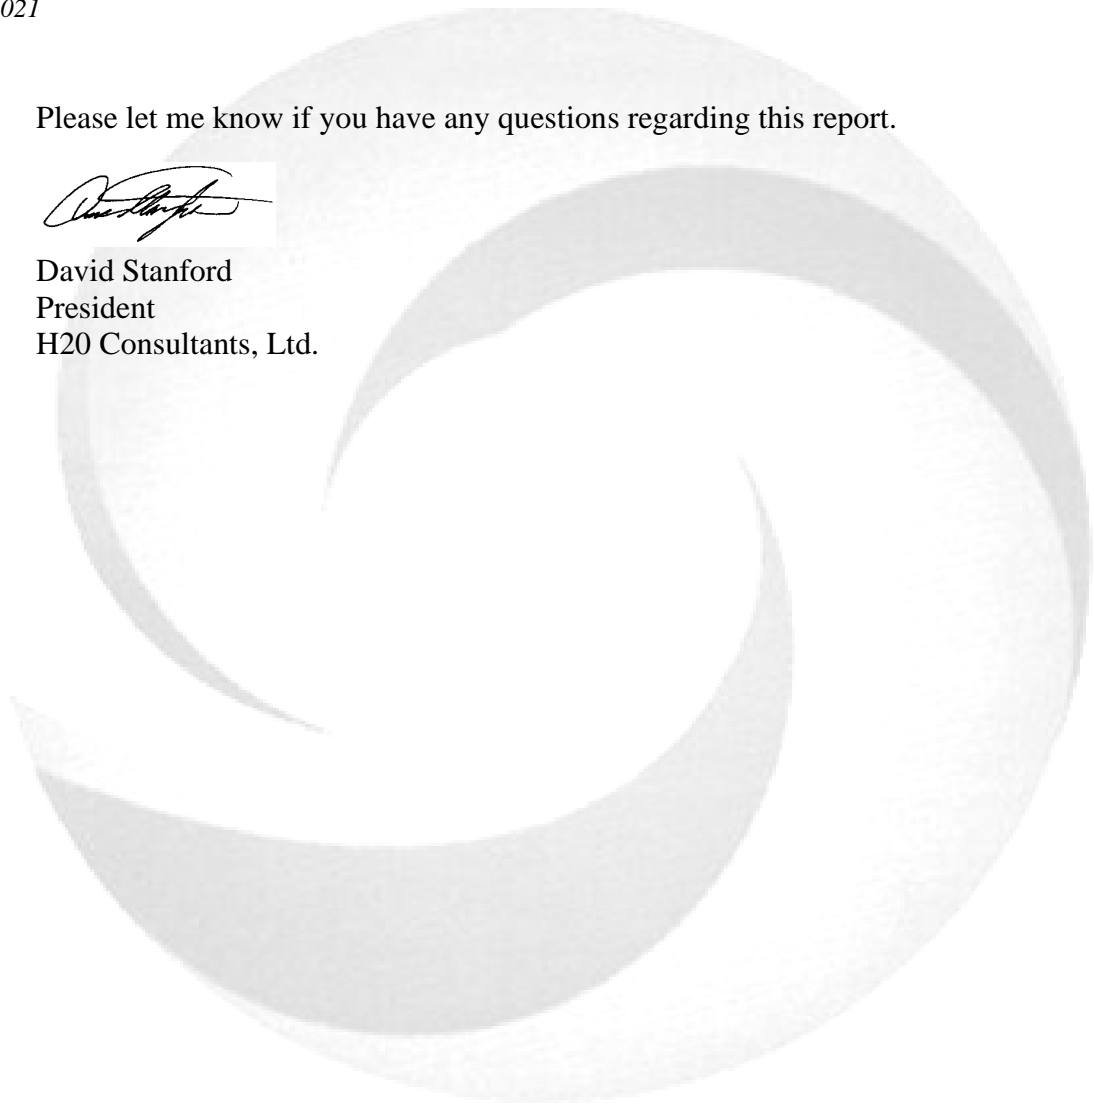 021
Please let me know if you have any questions regarding this report.
David Stanford
President
H20 Consultants, Ltd.